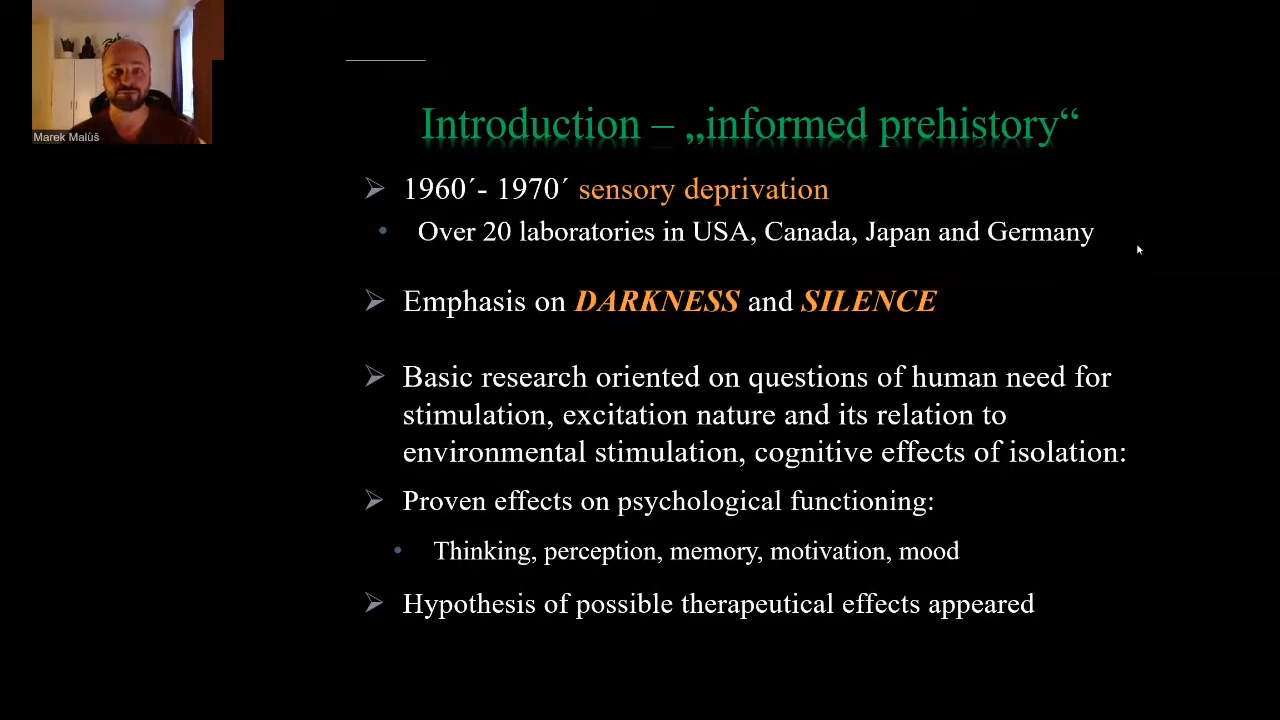 Marek Malůš
Introduction – „informed prehistory“
1960´- 1970´ sensory deprivation
Over 20 laboratories in USA, Canada, Japan and Germany
Emphasis on DARKNESS and SILENCE
Basic research oriented on questions of human need for
stimulation, excitation nature and its relation to
environmental stimulation, cognitive effects of isolation:
Proven effects on psychological functioning:
Thinking, perception, memory, motivation, mood
Hypothesis of possible therapeutical effects appeared